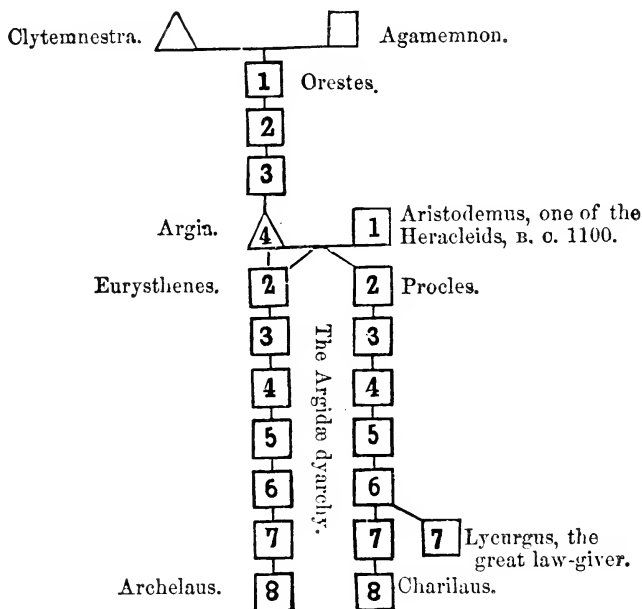 Clytemnestra.
Agamemnon.
1 Orestes.
2
3
Argia. 4 1 Aristodemus, one of the
Heracleids, B. C. 1100.
Eurysthenes. 2 2 Procles.
3 3
4 4
5 5
6 6
The Argidæ dyarchy.
7 7 7 Lycurgus, the
great law-giver.
Archelaus. 8 8 Charilaus.